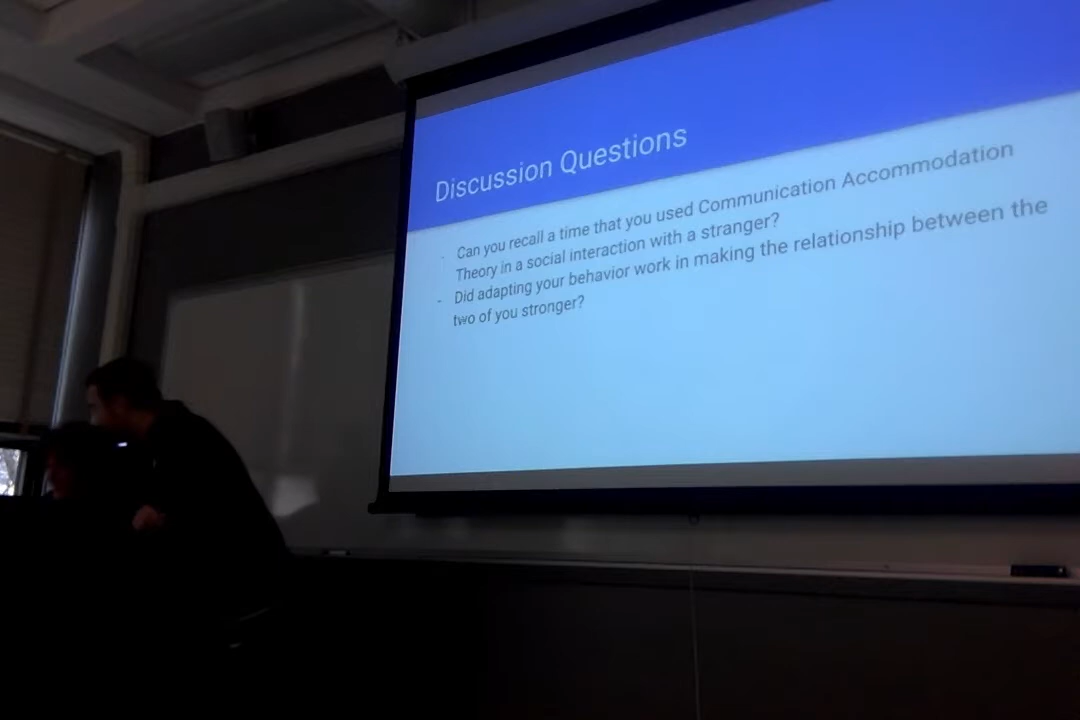 Discussion Questions
- Can you recall a time that you used Communication Accommodation
Theory in a social interaction with a stranger?
- Did adapting your behavior work in making the relationship between the
two of you stronger?